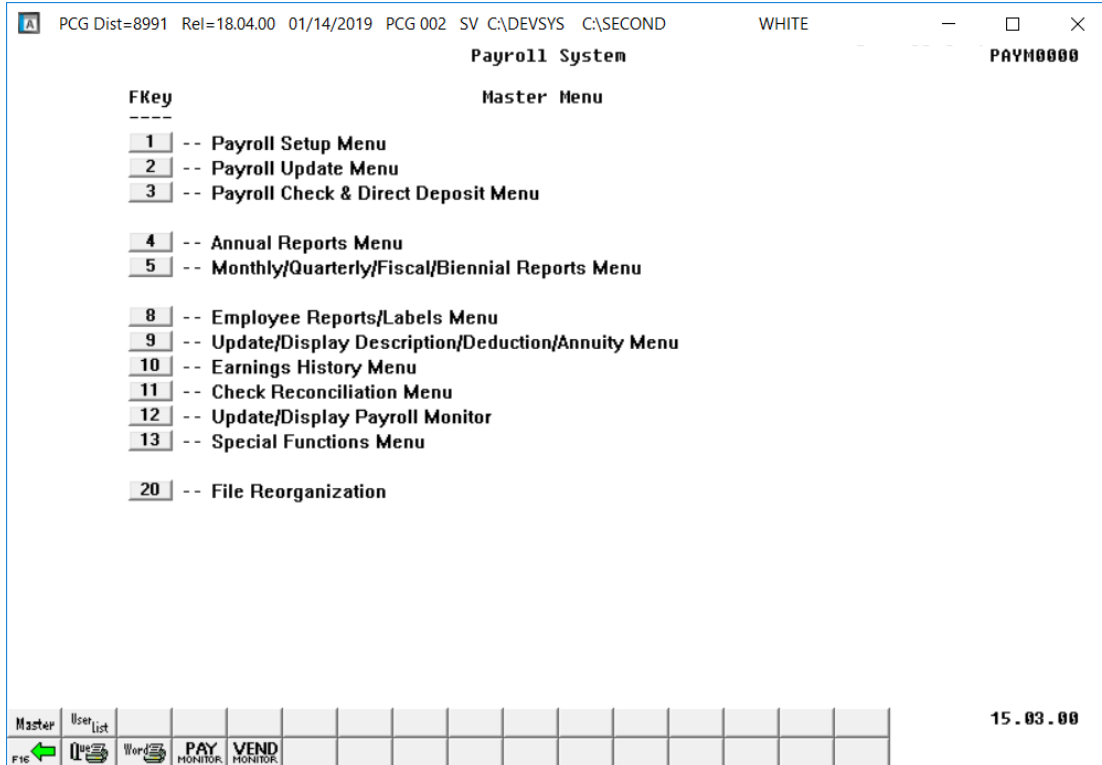 PCG Dist=8991 Rel=18.04.00 01/14/2019 PCG 002 SV C:\DEVSYS C:\SECOND WHITE
Payroll System PAYM0000
FKey Master Menu
----
1 -- Payroll Setup Menu
2 -- Payroll Update Menu
3 -- Payroll Check & Direct Deposit Menu
4 -- Annual Reports Menu
5 -- Monthly/Quarterly/Fiscal/Biennial Reports Menu
8 -- Employee Reports/Labels Menu
9 -- Update/Display Description/Deduction/Annuity Menu
10 -- Earnings History Menu
11 -- Check Reconciliation Menu
12 -- Update/Display Payroll Monitor
13 -- Special Functions Menu
20 -- File Reorganization
Master User List 15.03.00
F16 Que Word PAY MONITOR VEND MONITOR